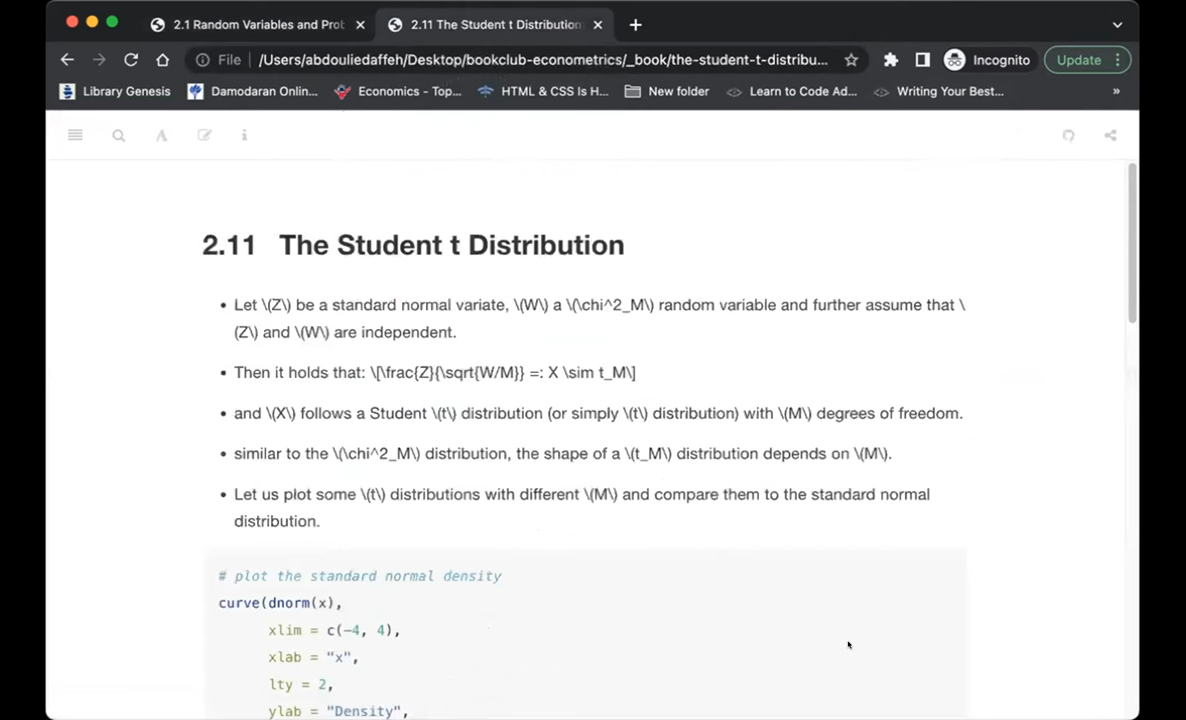 2.1 Random Variables and Prob
2.11 The Student t Distribution
File /Users/abdouliedaffeh/Desktop/bookclub-econometrics/_book/the-student-t-distribu... Incognito Update
Library Genesis Damodaran Onlin... Economics - Top... HTML & CSS Is H... New folder Learn to Code Ad... Writing Your Best... »
2.11 The Student t Distribution
• Let \(Z\) be a standard normal variate, \(W\) a \(\chi^2_M\) random variable and further assume that \
(Z\) and \(W\) are independent.
• Then it holds that: \[\frac{Z}{\sqrt{W/M}} =: X \sim t_M\]
• and \(X\) follows a Student \(t\) distribution (or simply \(t\) distribution) with \(M\) degrees of freedom.
• similar to the \(\chi^2_M\) distribution, the shape of a \(t_M\) distribution depends on \(M\).
• Let us plot some \(t\) distributions with different \(M\) and compare them to the standard normal
distribution.
# plot the standard normal density
curve(dnorm(x),
xlim = c(-4, 4),
xlab = "x",
lty = 2,
ylab = "Density",